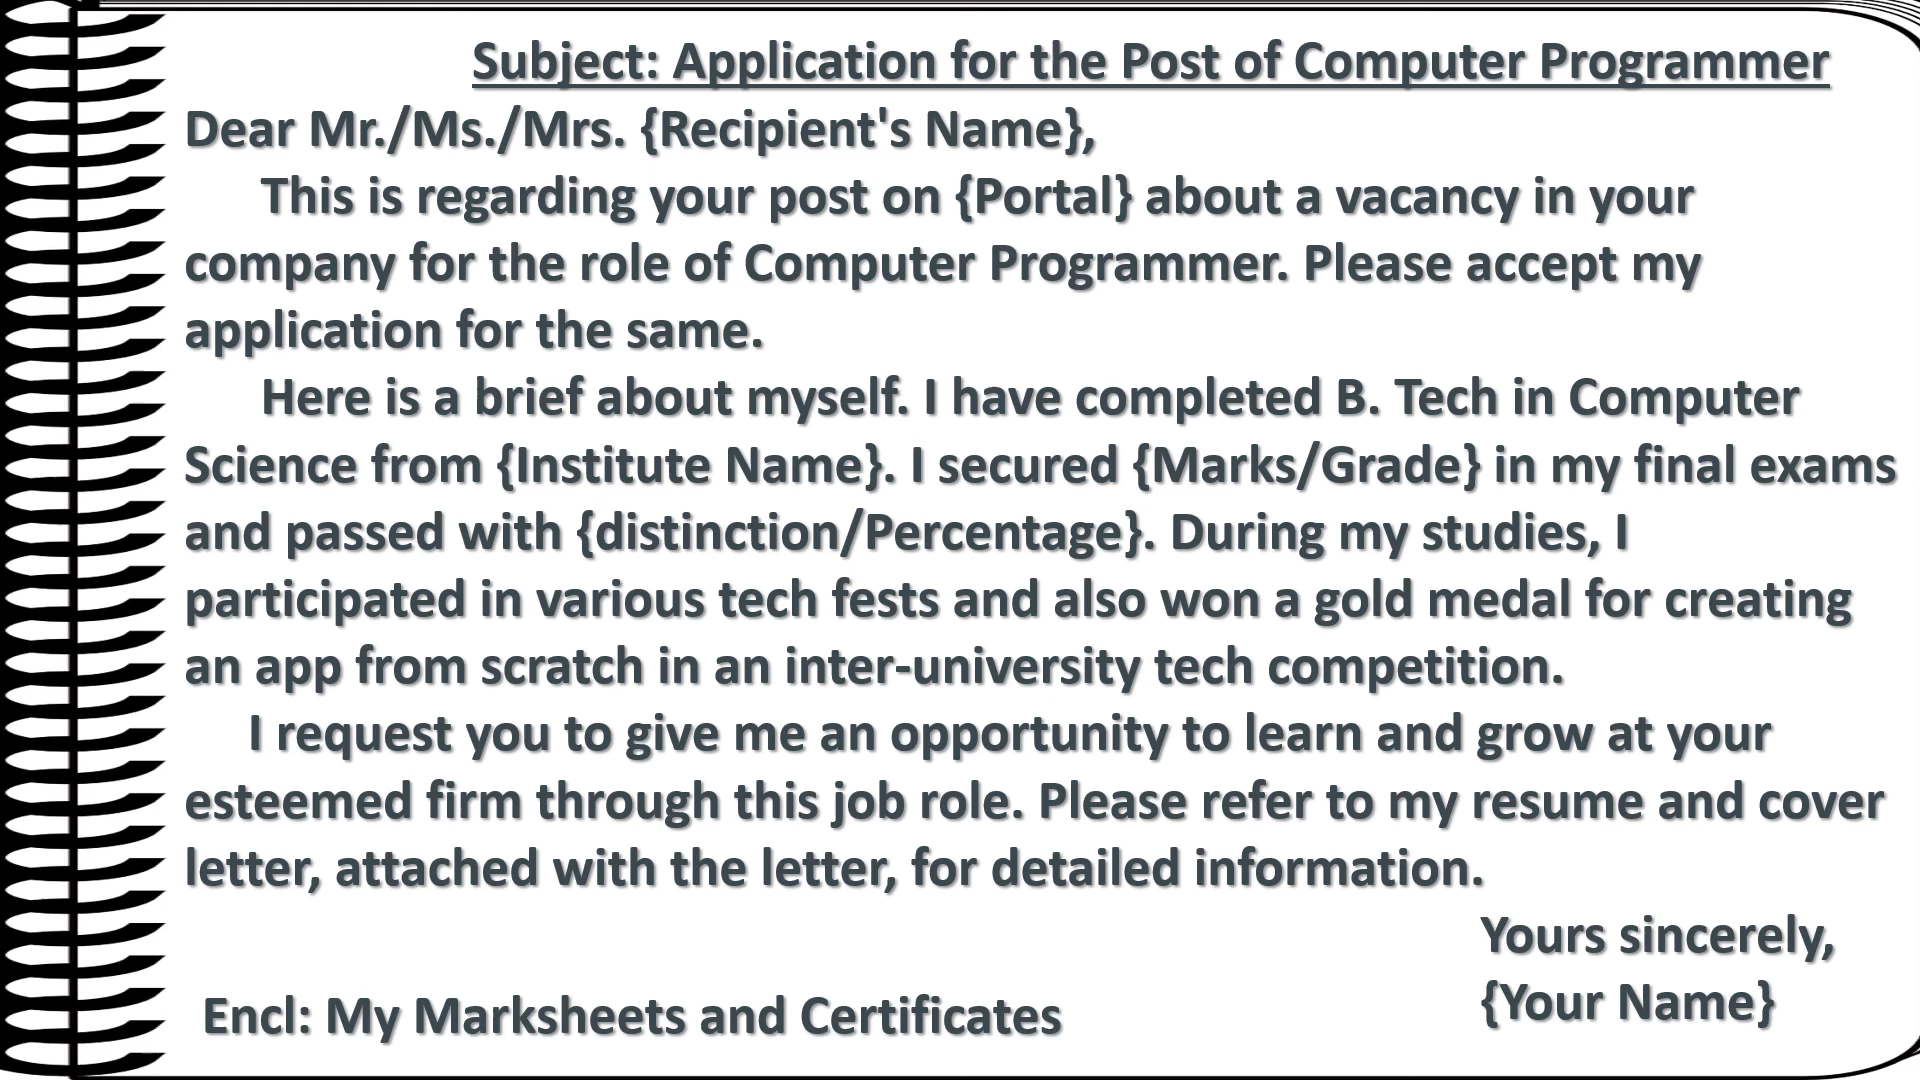 Subject: Application for the Post of Computer Programmer
Dear Mr./Ms./Mrs. {Recipient's Name},
This is regarding your post on {Portal} about a vacancy in your
company for the role of Computer Programmer. Please accept my
application for the same.
Here is a brief about myself. I have completed B. Tech in Computer
Science from {Institute Name}. I secured {Marks/Grade} in my final exams
and passed with {distinction/Percentage}. During my studies, I
participated in various tech fests and also won a gold medal for creating
an app from scratch in an inter-university tech competition.
I request you to give me an opportunity to learn and grow at your
esteemed firm through this job role. Please refer to my resume and cover
letter, attached with the letter, for detailed information.
Yours sincerely,
{Your Name}
Encl: My Marksheets and Certificates